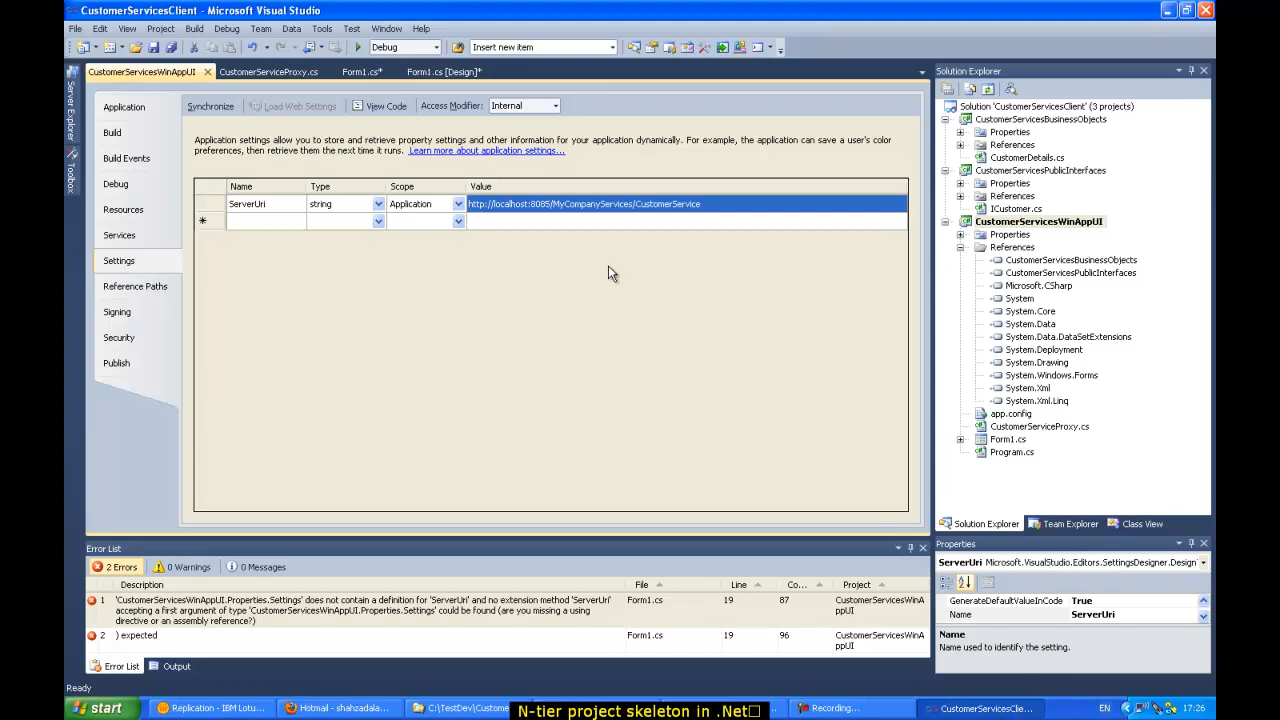 CustomerServicesClient - Microsoft Visual Studio
File Edit View Project Build Debug Team Data Tools Test Window Help
Debug Insert new item
CustomerServicesWinAppUI CustomerServiceProxy.cs Form1.cs* Form1.cs [Design]*
Server Explorer
Toolbox
Application
Build
Build Events
Debug
Resources
Services
Settings
Reference Paths
Signing
Security
Publish
Synchronize Load Web Settings View Code Access Modifier: Internal
Application settings allow you to store and retrieve property settings and other information for your application dynamically. For example, the application can save a user's color
preferences, then retrieve them the next time it runs. Learn more about application settings...
Name Type Scope Value
ServerUri string Application http://localhost:8085/MyCompanyServices/CustomerService
Solution Explorer
Solution 'CustomerServicesClient' (3 projects)
CustomerServicesBusinessObjects
Properties
References
CustomerDetails.cs
CustomerServicesPublicInterfaces
Properties
References
ICustomer.cs
CustomerServicesWinAppUI
Properties
References
CustomerServicesBusinessObjects
CustomerServicesPublicInterfaces
Microsoft.CSharp
System
System.Core
System.Data
System.Data.DataSetExtensions
System.Deployment
System.Drawing
System.Windows.Forms
System.Xml
System.Xml.Linq
app.config
CustomerServiceProxy.cs
Form1.cs
Program.cs
Solution Explorer Team Explorer Class View
Properties
ServerUri Microsoft.VisualStudio.Editors.SettingsDesigner.Design
GenerateDefaultValueInCode True
Name ServerUri
Name
Name used to identify the setting.
Error List
2 Errors 0 Warnings 0 Messages
Description File Line Co... Project
1 'CustomerServicesWinAppUI.Properties.Settings' does not contain a definition for 'ServerUri' and no extension method 'ServerUri' Form1.cs 19 87 CustomerServicesWinA
accepting a first argument of type 'CustomerServicesWinAppUI.Properties.Settings' could be found (are you missing a using ppUI
directive or an assembly reference?)
2 ) expected Form1.cs 19 96 CustomerServicesWinA
ppUI
Error List Output
Ready
start Replication - IBM Lotu... Hotmail - shahzadala... C:\TestDev\Custome Recording... CustomerServicesClie... EN 17:26
N-tier project skeleton in .Net